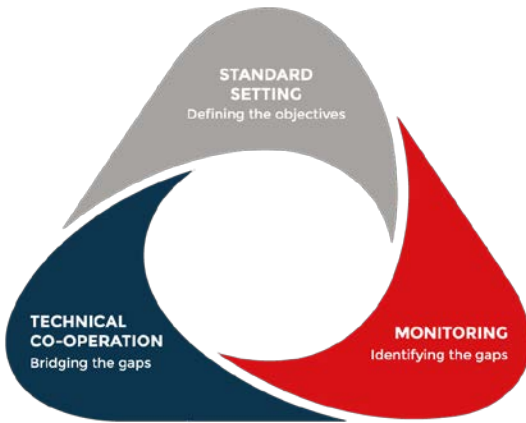 STANDARD
SETTING
Defining the objectives
TECHNICAL
CO-OPERATION
Bridging the gaps
MONITORING
Identifying the gaps